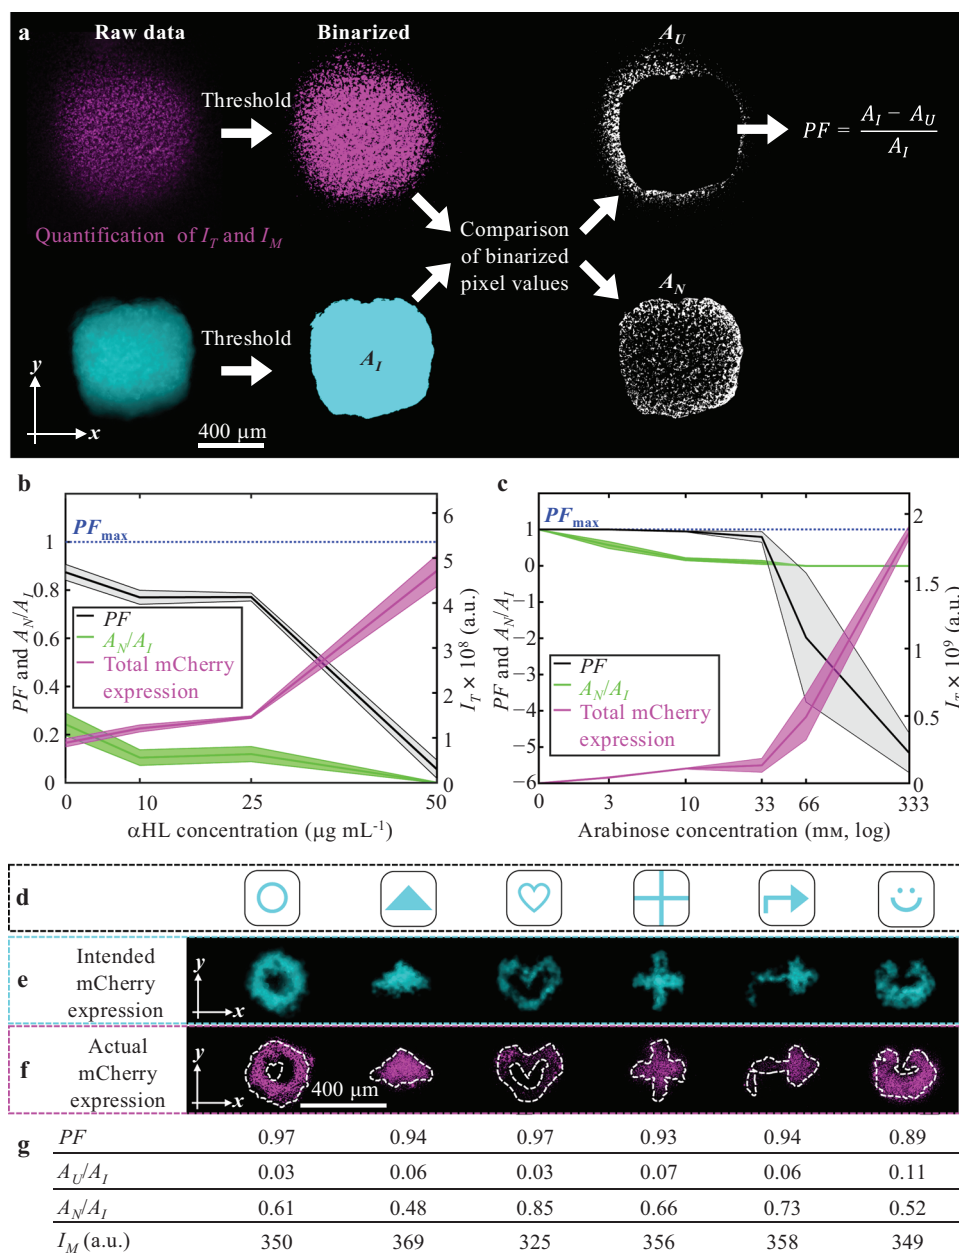 a
Raw data
Binarized
A_U
Threshold
PF = (A_I − A_U) / A_I
Quantification of I_T and I_M
Comparison
of binarized
pixel values
A_N
Threshold
A_I
y
x
400 μm
b
PF_max
1
0.8
0.6
0.4
0.2
0
PF and A_N/A_I
PF
A_N/A_I
Total mCherry
expression
6
5
4
3
2
1
0
I_T × 10^8 (a.u.)
0 10 25 50
αHL concentration (μg mL^-1)
c
PF_max
1
0
−1
−2
−3
−4
−5
−6
PF and A_N/A_I
PF
A_N/A_I
Total mCherry
expression
2
1.5
1
0.5
0
I_T × 10^9 (a.u.)
0 3 10 33 66 333
Arabinose concentration (mM, log)
d
e
Intended
mCherry
expression
y
x
f
Actual
mCherry
expression
y
x
400 μm
g
PF 0.97 0.94 0.97 0.93 0.94 0.89
A_U/A_I 0.03 0.06 0.03 0.07 0.06 0.11
A_N/A_I 0.61 0.48 0.85 0.66 0.73 0.52
I_M (a.u.) 350 369 325 356 358 349